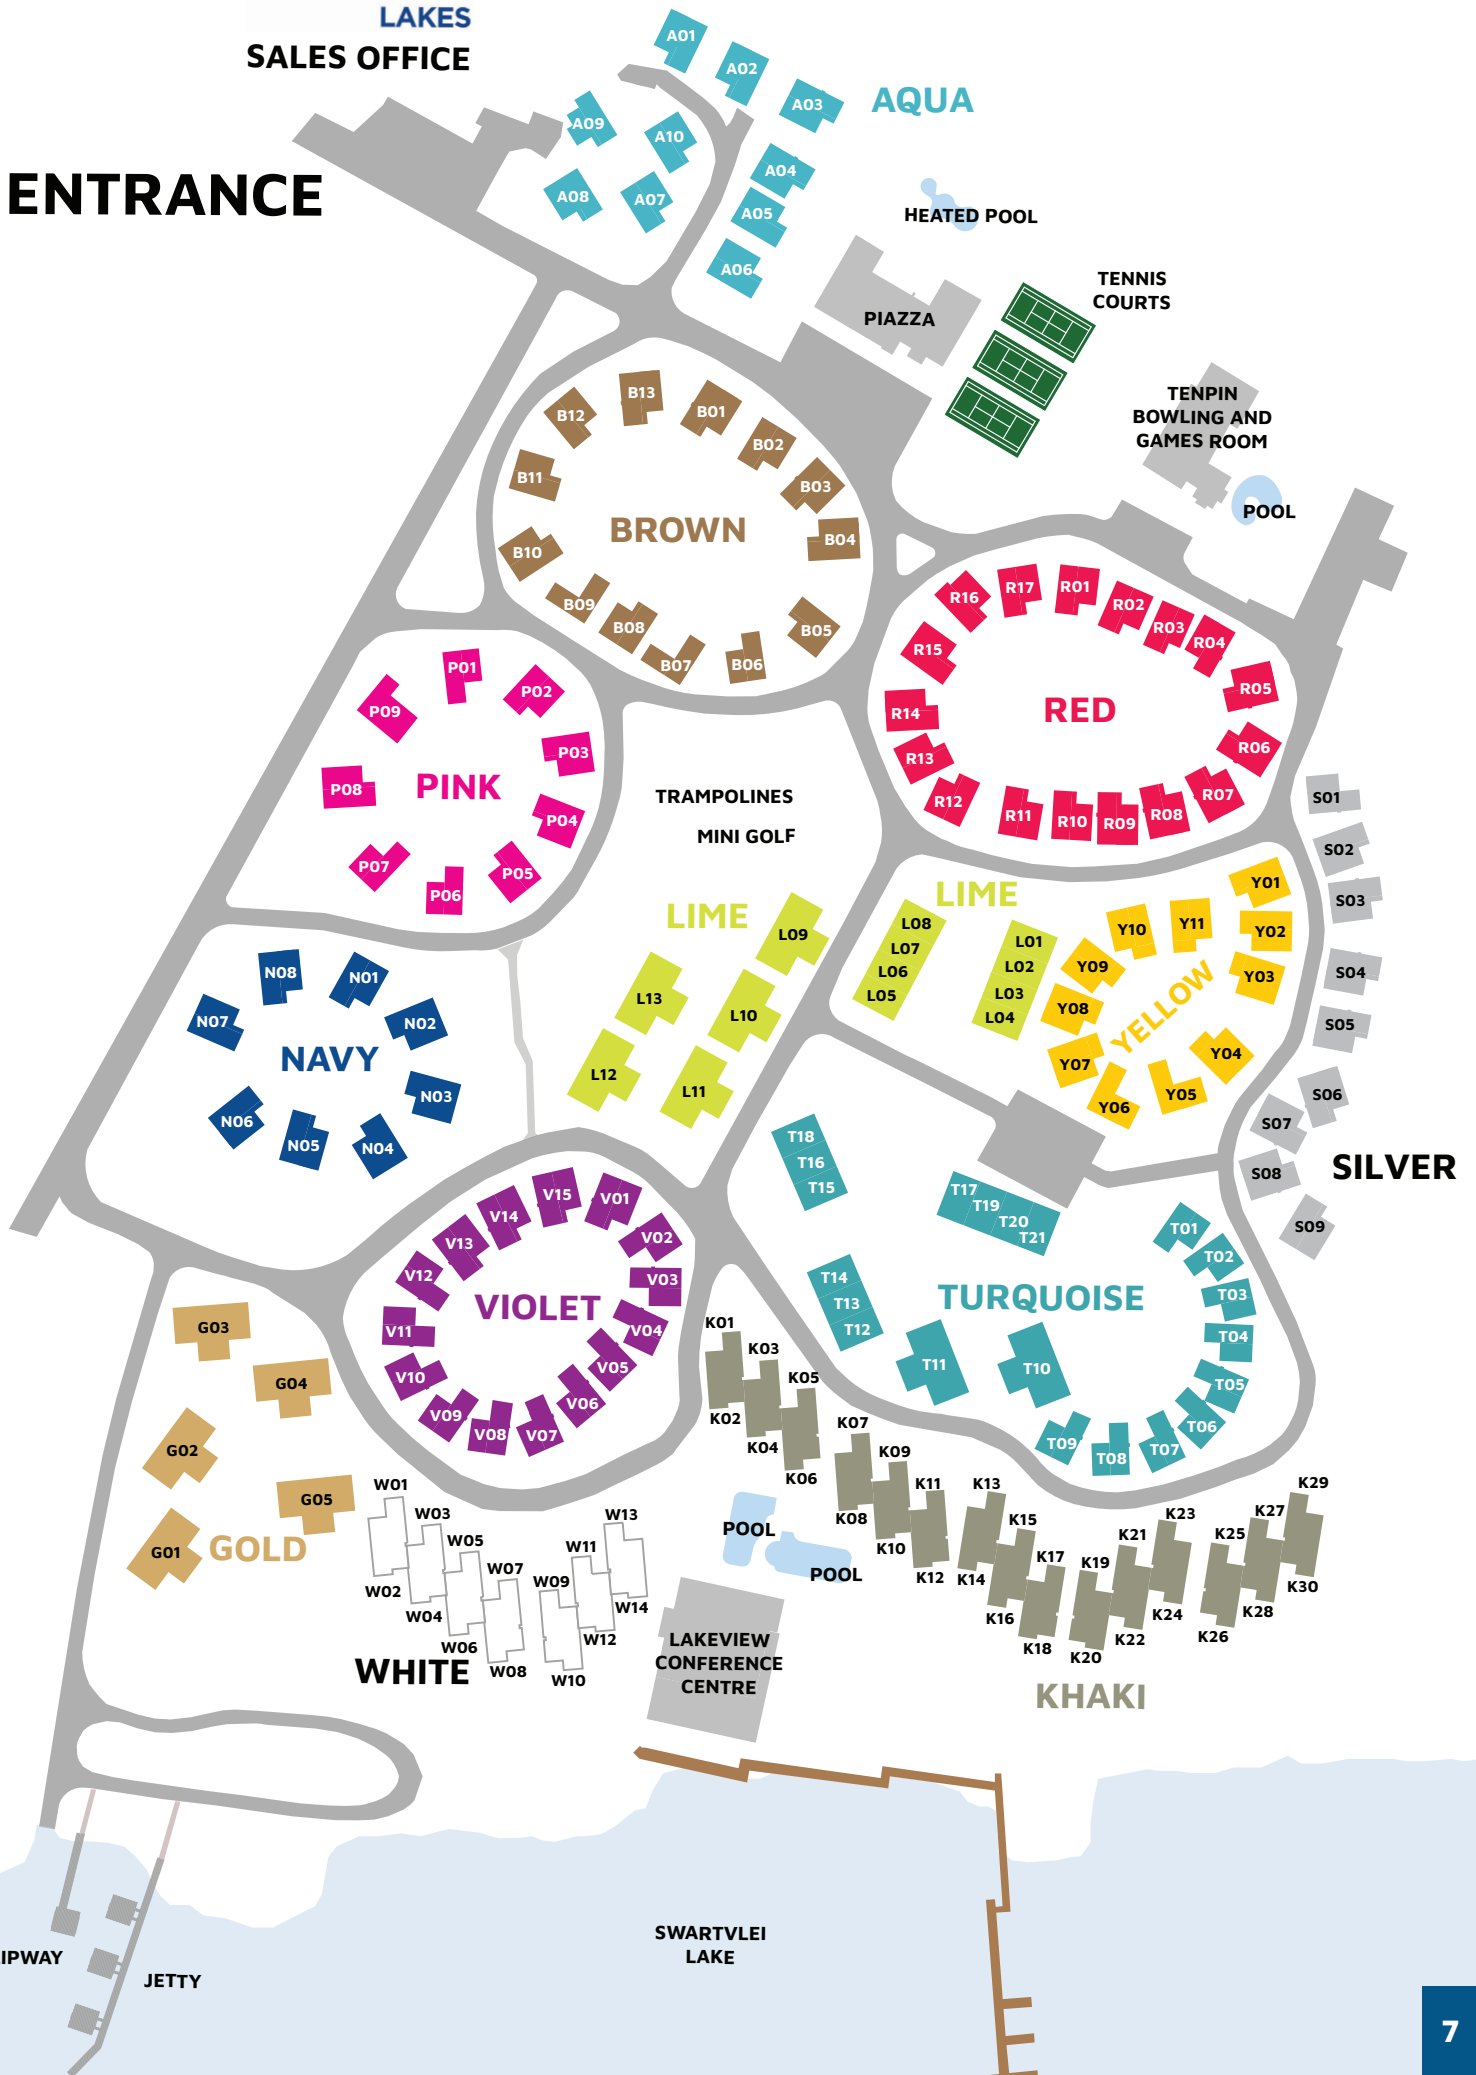 LAKES
SALES OFFICE
ENTRANCE
A01
A02
A03
AQUA
A09
A10
A04
A08
A07
A05
A06
HEATED POOL
PIAZZA
TENNIS
COURTS
TENPIN
BOWLING AND
GAMES ROOM
POOL
B13
B12
B01
B02
B11
B03
BROWN
B04
B10
B09
B08
B05
B07
B06
R17
R01
R16
R02
R03
R04
R15
R05
R14
RED
R13
R06
R12
R07
R11
R10
R09
R08
P01
P02
P09
P03
PINK
P08
P04
P07
P05
P06
TRAMPOLINES
MINI GOLF
S01
S02
S03
S04
S05
S06
S07
S08
S09
SILVER
LIME
L09
L13
L10
L12
L11
LIME
L08
L07
L06
L05
L01
L02
L03
L04
Y01
Y11
Y10
Y02
Y09
Y03
Y08
YELLOW
Y07
Y04
Y06
Y05
N08
N01
N07
N02
NAVY
N03
N06
N05
N04
T18
T16
T15
T17
T19
T20
T21
T01
T02
T14
T13
T12
TURQUOISE
T03
T04
T11
T10
T05
T06
T09
T08
T07
V15
V01
V14
V13
V02
V12
V03
VIOLET
V11
V04
V10
V05
V09
V06
V08
V07
G03
G04
G02
G05
G01
GOLD
K01
K03
K05
K02
K04
K06
K07
K09
K11
K08
K10
K12
K13
K15
K17
K14
K16
K18
K19
K21
K23
K20
K22
K24
K25
K27
K29
K26
K28
K30
KHAKI
W01
W03
W05
W07
W02
W04
W06
W08
W09
W11
W13
W10
W12
W14
WHITE
POOL
POOL
LAKEVIEW
CONFERENCE
CENTRE
SWARTVLEI
LAKE
IPWAY
JETTY
7